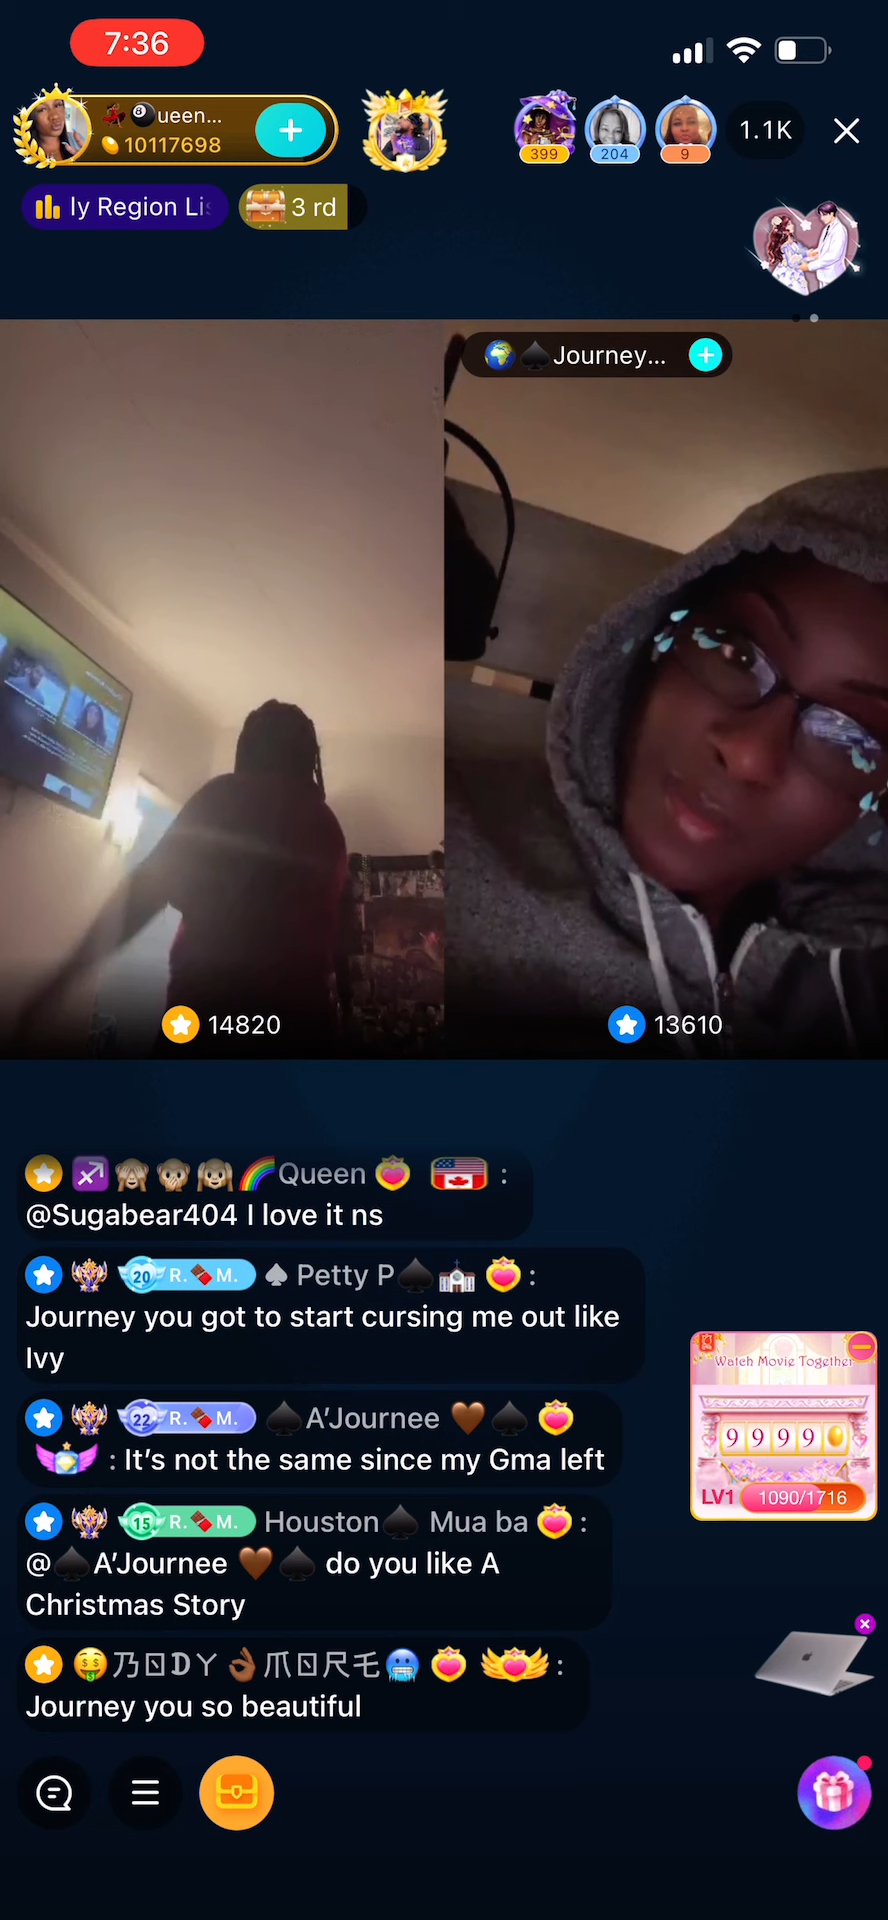 7:36
💃🏿🎱ueen...
10117698
399
204
9
1.1K
ly Region Lis
3 rd
🌍♠️Journey...
14820
13610
♐🙈🙊🙉🌈Queen :
@Sugabear404 I love it ns
20 R.🍫M. ♠️ Petty P♠️💒 :
Journey you got to start cursing me out like
Ivy
22 R.🍫M. ♠️A’Journee 🤎♠️
: It’s not the same since my Gma left
15 R.🍫M. Houston♠️ Mua ba :
@♠️A’Journee 🤎♠️ do you like A
Christmas Story
🤑乃ロDㄚ👌🏾爪ロ尺乇🥶 :
Journey you so beautiful
Watch Movie Together
9 9 9 9
LV1 1090/1716